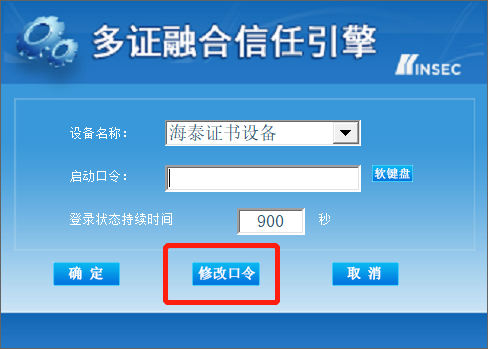 多证融合信任引擎
HINSEC
设备名称：
海泰证书设备
启动口令：
软键盘
登录状态持续时间
900
秒
确 定
修改口令
取 消